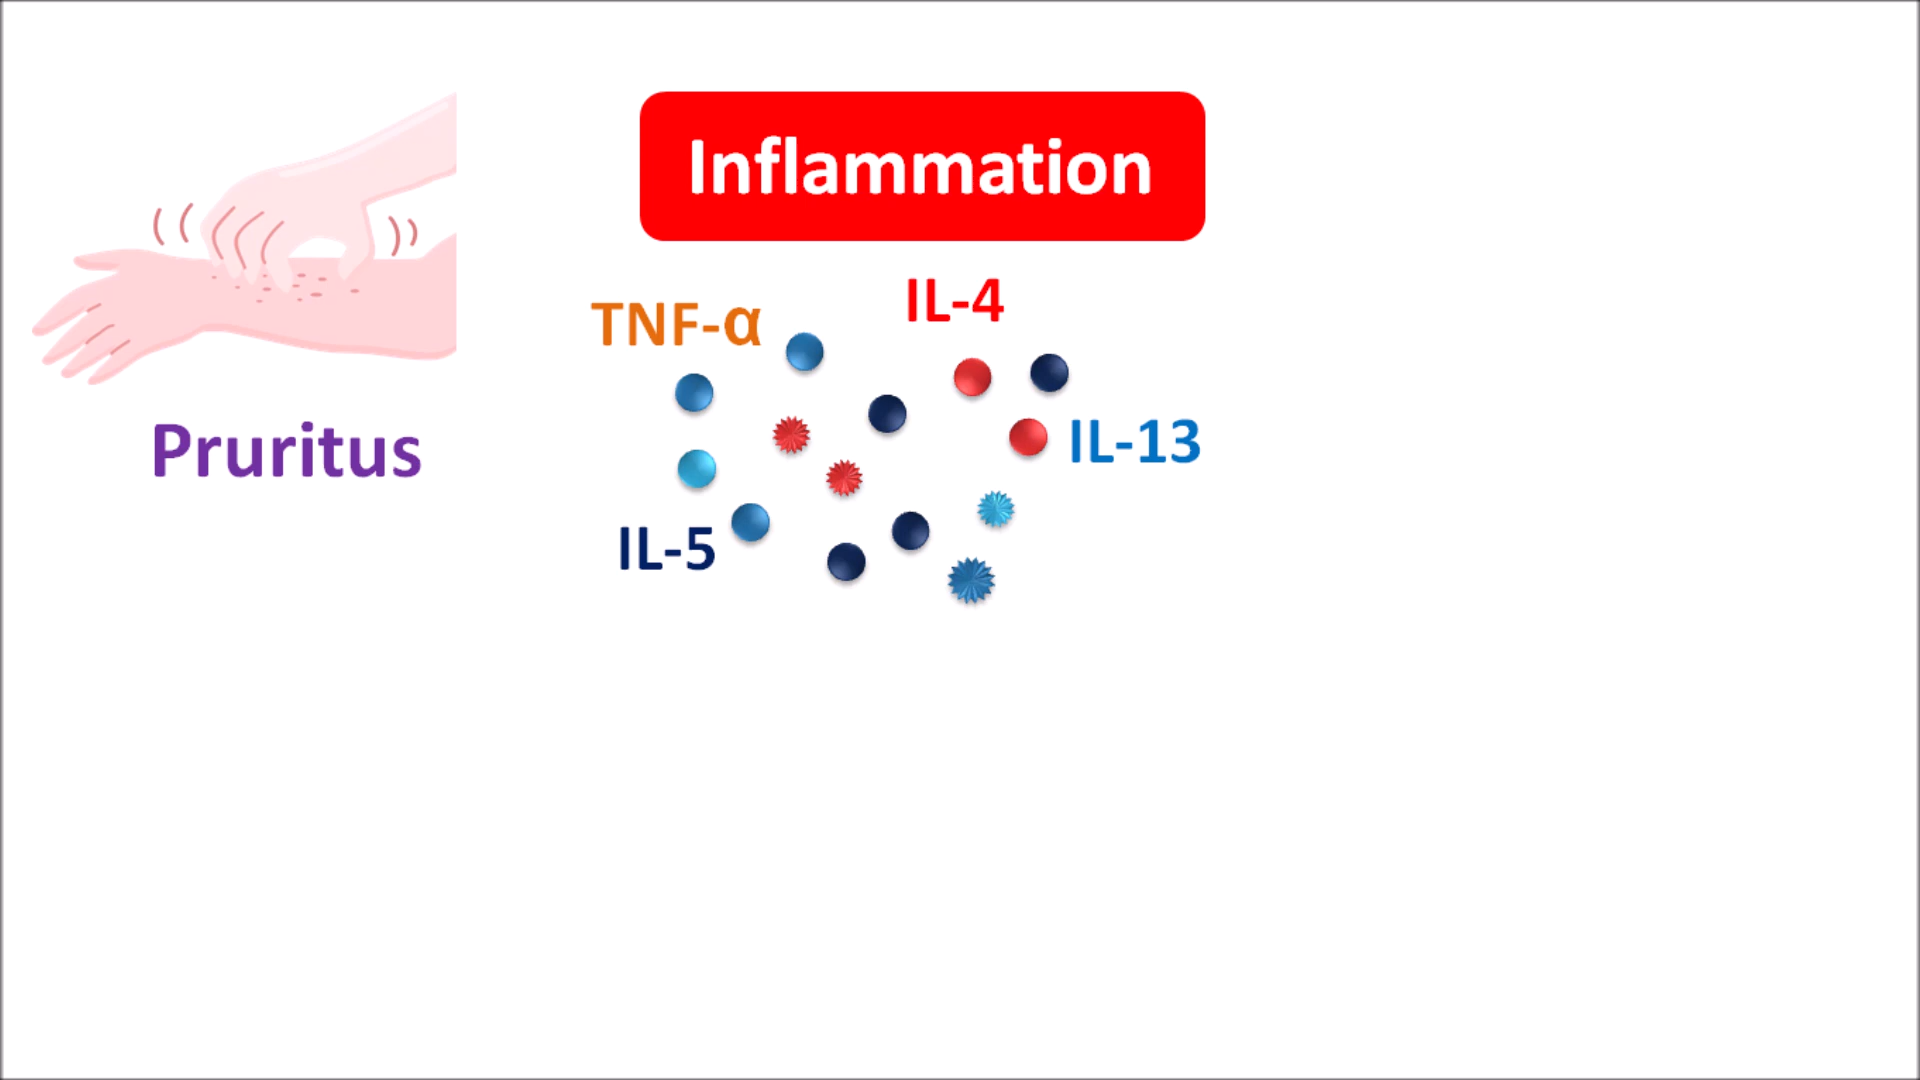 Inflammation
TNF-α
IL-4
Pruritus
IL-13
IL-5